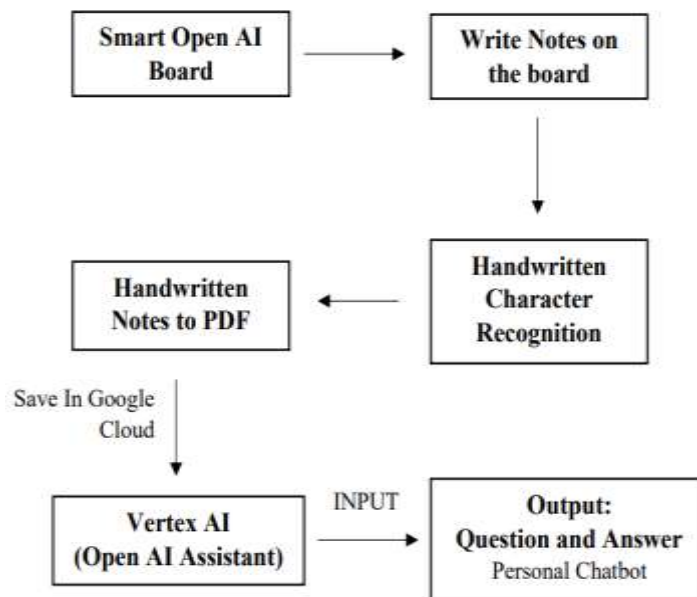 Smart Open AI
Board
Write Notes on
the board
Handwritten
Character
Recognition
Handwritten
Notes to PDF
Save In Google
Cloud
Vertex AI
(Open AI Assistant)
INPUT
Output:
Question and Answer
Personal Chatbot